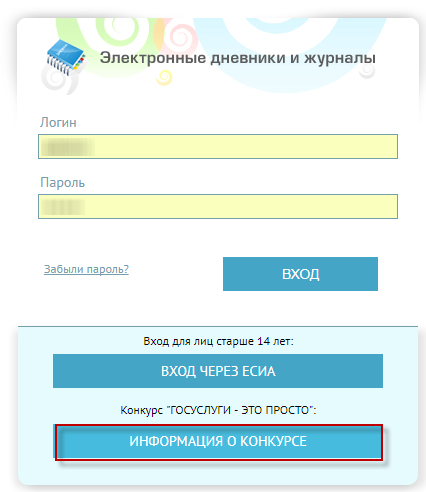 Электронные дневники и журналы
Логин
Пароль
Забыли пароль?
ВХОД
Вход для лиц старше 14 лет:
ВХОД ЧЕРЕЗ ЕСИА
Конкурс "ГОСУСЛУГИ - ЭТО ПРОСТО":
ИНФОРМАЦИЯ О КОНКУРСЕ